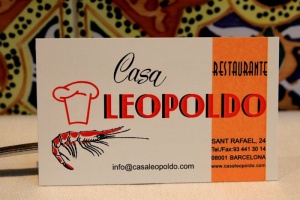 Casa
RESTAURANTE
LEOPOLDO
SANT RAFAEL, 24
Tel./Fax: 93 441 30 14
08001 BARCELONA
www.casaleopoldo.com
info@casaleopoldo.com